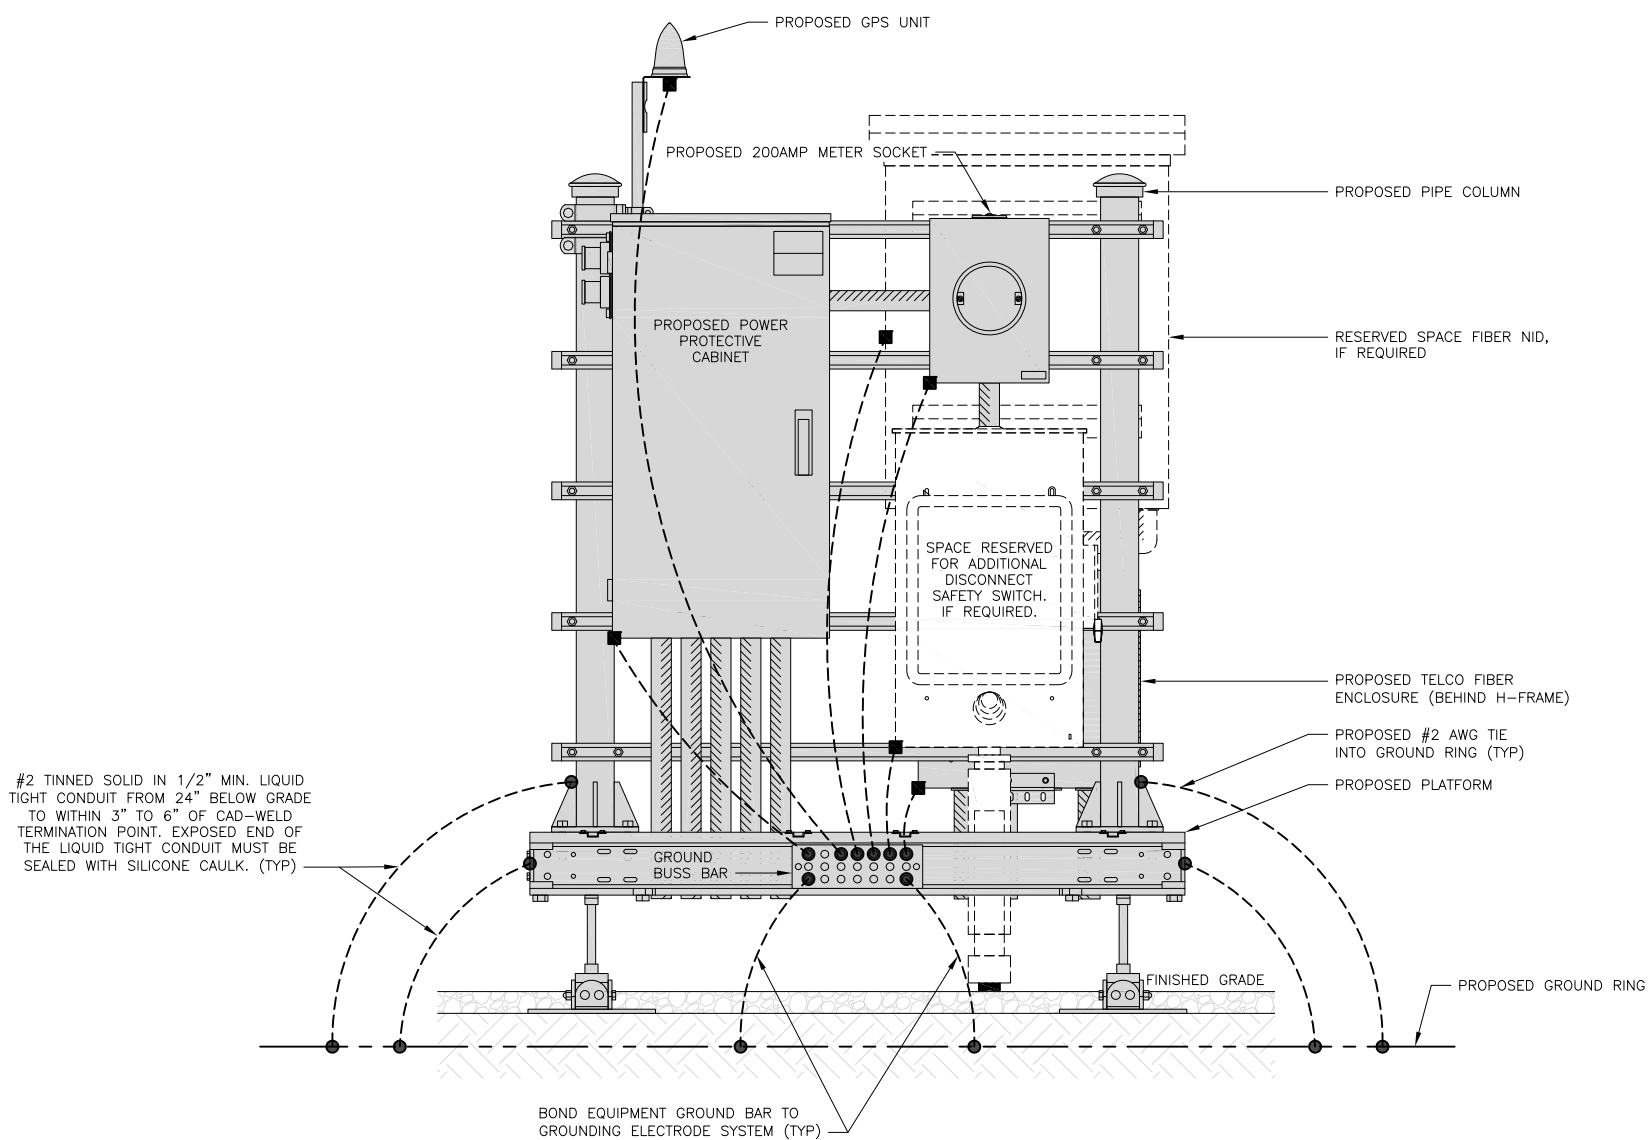 PROPOSED GPS UNIT
PROPOSED 200AMP METER SOCKET
PROPOSED PIPE COLUMN
PROPOSED POWER
PROTECTIVE
CABINET
RESERVED SPACE FIBER NID,
IF REQUIRED
SPACE RESERVED
FOR ADDITIONAL
DISCONNECT
SAFETY SWITCH.
IF REQUIRED.
PROPOSED TELCO FIBER
ENCLOSURE (BEHIND H-FRAME)
PROPOSED #2 AWG TIE
INTO GROUND RING (TYP)
PROPOSED PLATFORM
#2 TINNED SOLID IN 1/2" MIN. LIQUID
TIGHT CONDUIT FROM 24" BELOW GRADE
TO WITHIN 3" TO 6" OF CAD-WELD
TERMINATION POINT. EXPOSED END OF
THE LIQUID TIGHT CONDUIT MUST BE
SEALED WITH SILICONE CAULK. (TYP)
GROUND
BUSS BAR
FINISHED GRADE
PROPOSED GROUND RING
BOND EQUIPMENT GROUND BAR TO
GROUNDING ELECTRODE SYSTEM (TYP)